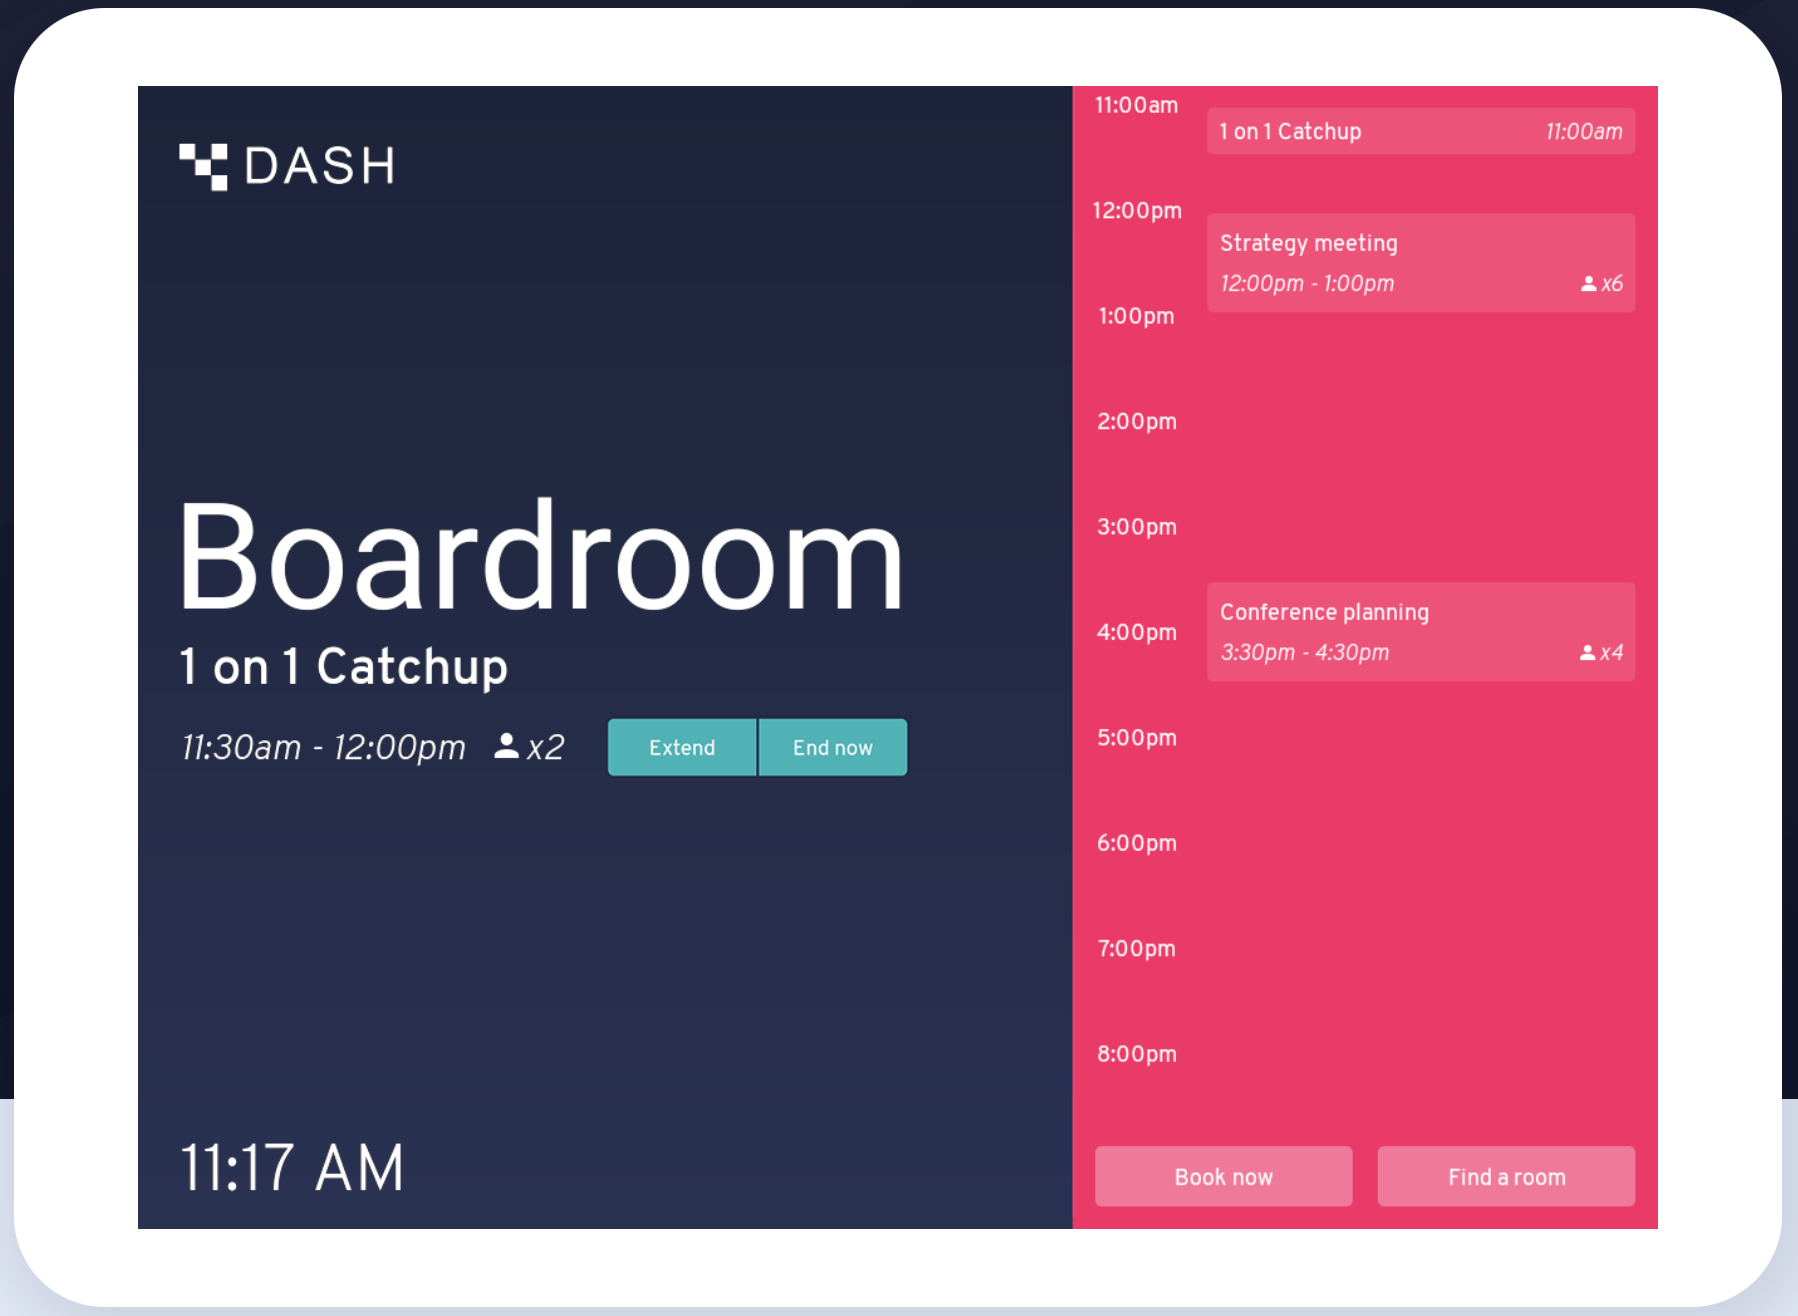 DASH
Boardroom
1 on 1 Catchup
11:30am - 12:00pm x2 Extend End now
11:17 AM
11:00am
1 on 1 Catchup 11:00am
12:00pm
Strategy meeting
12:00pm - 1:00pm x6
1:00pm
2:00pm
3:00pm
Conference planning
4:00pm
3:30pm - 4:30pm x4
5:00pm
6:00pm
7:00pm
8:00pm
Book now Find a room